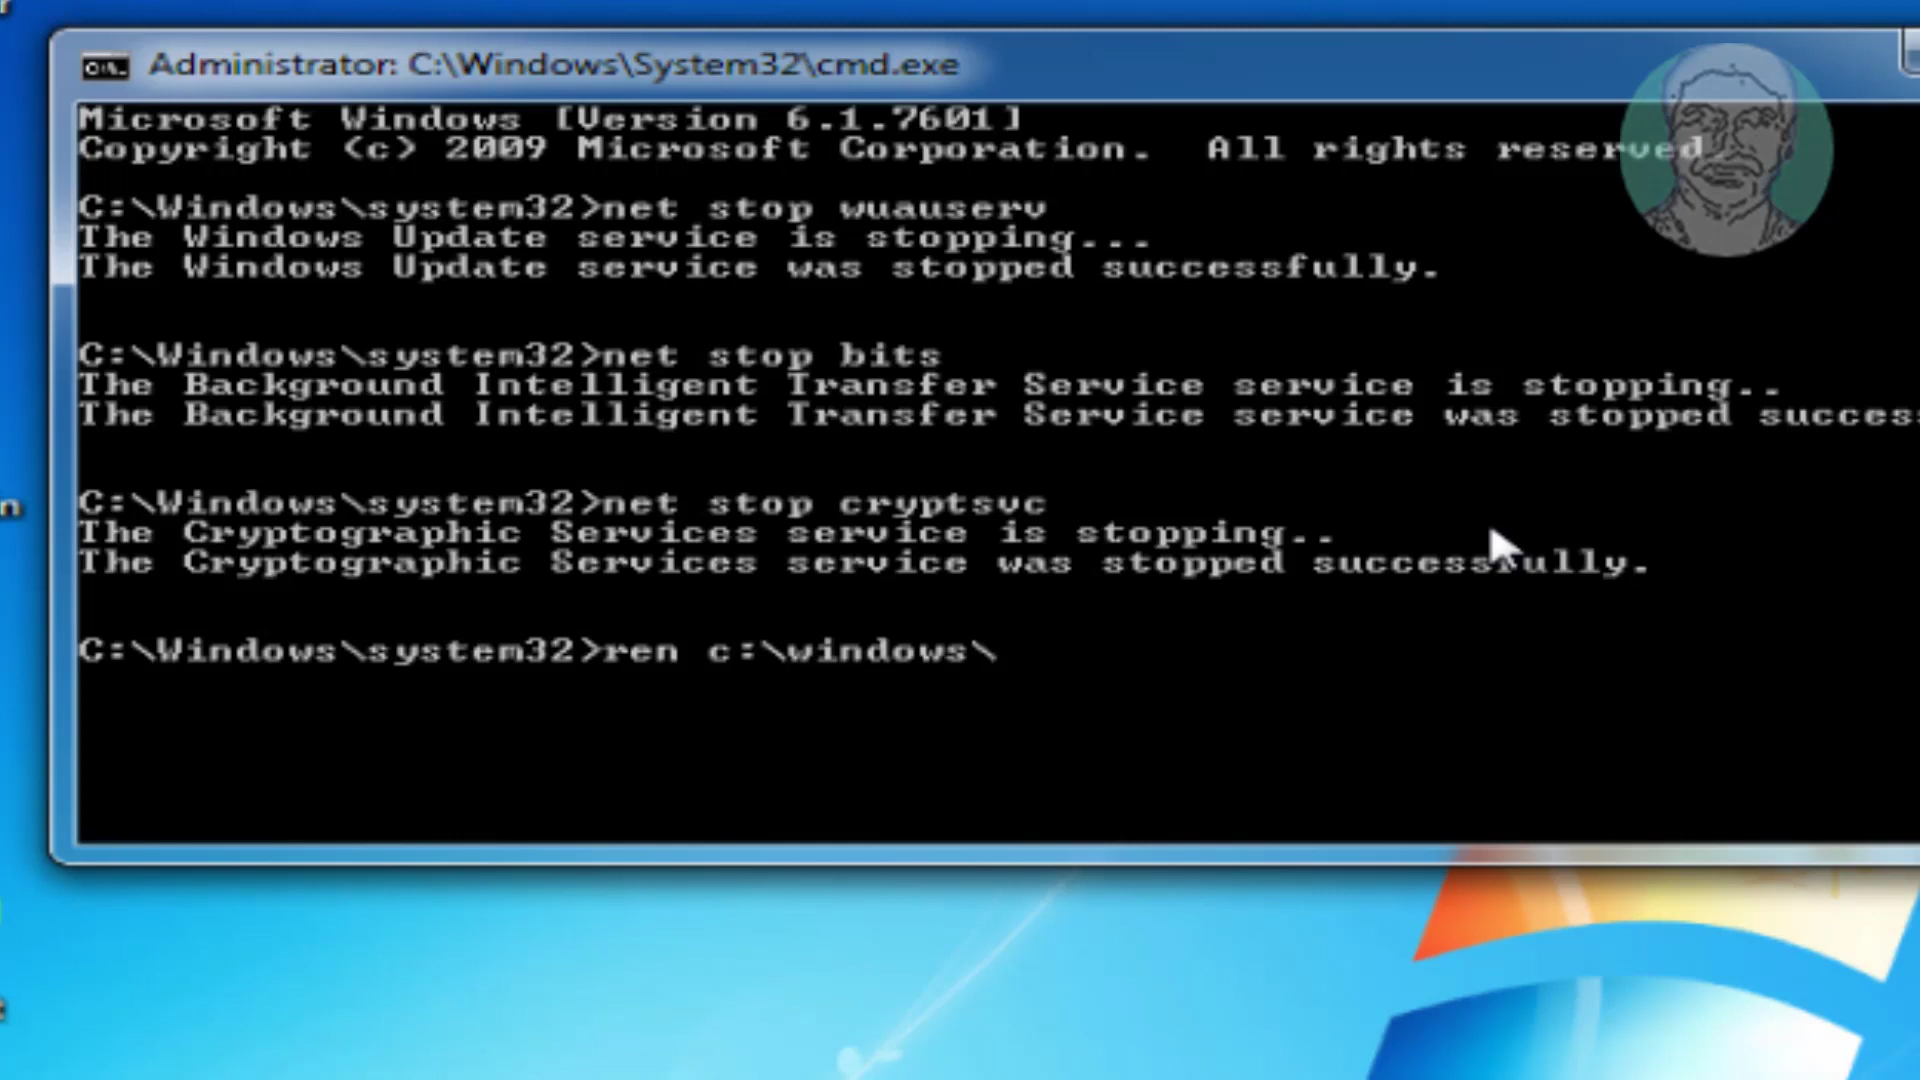 Administrator: C:\Windows\System32\cmd.exe
Microsoft Windows [Version 6.1.7601]
Copyright (c) 2009 Microsoft Corporation.  All rights reserved.
C:\Windows\system32>net stop wuauserv
The Windows Update service is stopping...
The Windows Update service was stopped successfully.
C:\Windows\system32>net stop bits
The Background Intelligent Transfer Service service is stopping..
The Background Intelligent Transfer Service service was stopped success
C:\Windows\system32>net stop cryptsvc
The Cryptographic Services service is stopping..
The Cryptographic Services service was stopped successfully.
C:\Windows\system32>ren c:\windows\